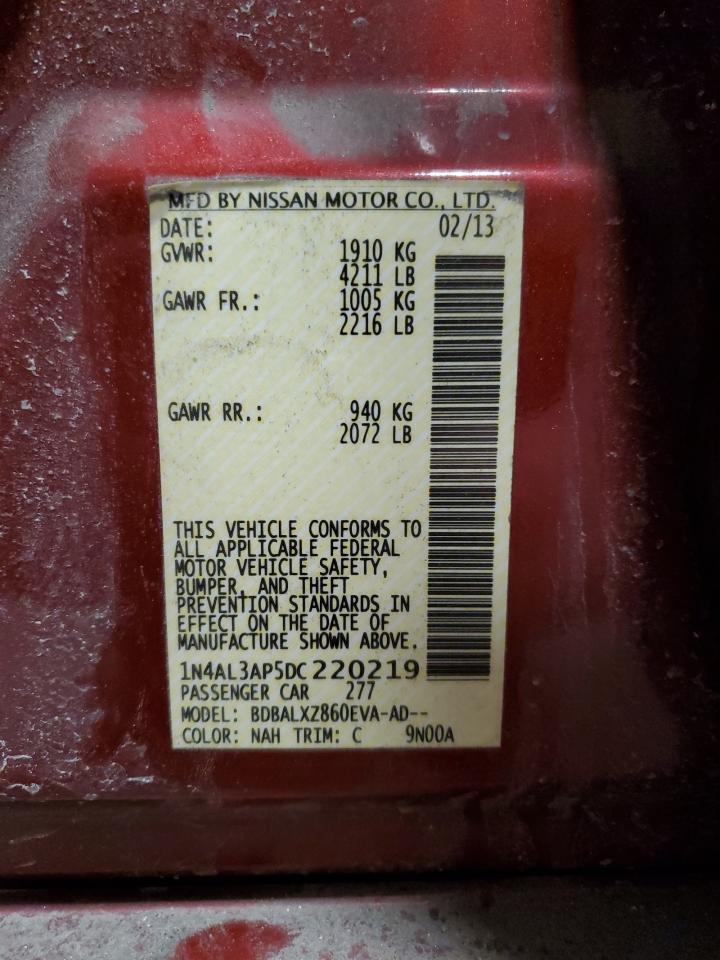 MFD BY NISSAN MOTOR CO., LTD.
DATE: 02/13
GVWR: 1910 KG
4211 LB
GAWR FR.: 1005 KG
2216 LB
GAWR RR.: 940 KG
2072 LB
THIS VEHICLE CONFORMS TO
ALL APPLICABLE FEDERAL
MOTOR VEHICLE SAFETY,
BUMPER, AND THEFT
PREVENTION STANDARDS IN
EFFECT ON THE DATE OF
MANUFACTURE SHOWN ABOVE.
1N4AL3AP5DC220219
PASSENGER CAR 277
MODEL: BDBALXZ860EVA-AD--
COLOR: NAH TRIM: C 9N00A